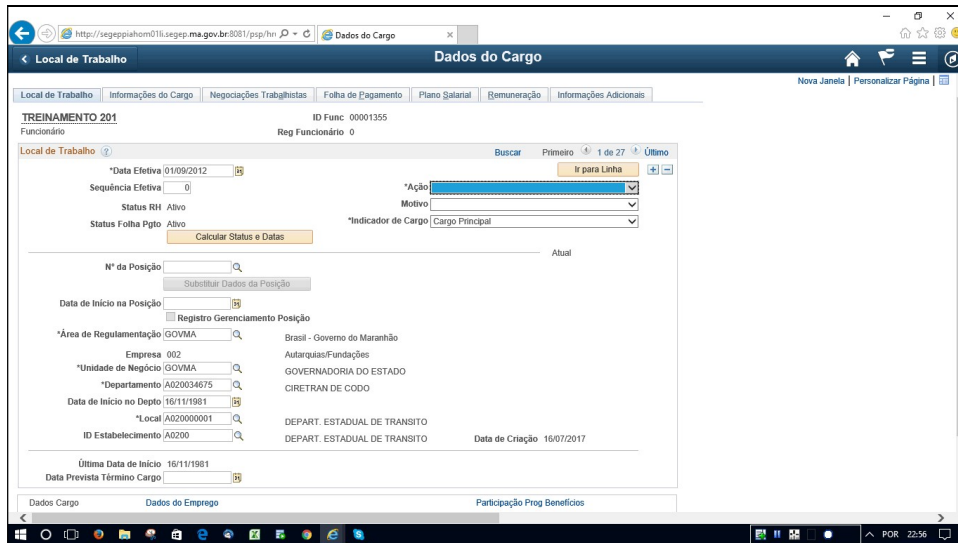 http://segeppiahom01li.segep.ma.gov.br:8081/psp/hn
Dados do Cargo
Local de Trabalho
Dados do Cargo
Nova Janela | Personalizar Página |
Local de Trabalho Informações do Cargo Negociações Trabalhistas Folha de Pagamento Plano Salarial Remuneração Informações Adicionais
TREINAMENTO 201 ID Func 00001355
Funcionário Reg Funcionário 0
Local de Trabalho Buscar Primeiro 1 de 27 Último
*Data Efetiva 01/09/2012 Ir para Linha
Sequência Efetiva 0 *Ação
Status RH Ativo Motivo
Status Folha Pgto Ativo *Indicador de Cargo Cargo Principal
Calcular Status e Datas
Atual
Nº da Posição
Substituir Dados da Posição
Data de Início na Posição
Registro Gerenciamento Posição
*Área de Regulamentação GOVMA Brasil - Governo do Maranhão
Empresa 002 Autarquias/Fundações
*Unidade de Negócio GOVMA GOVERNADORIA DO ESTADO
*Departamento A020034675 CIRETRAN DE CODO
Data de Início no Depto 16/11/1981
*Local A020000001 DEPART. ESTADUAL DE TRANSITO
ID Estabelecimento A0200 DEPART. ESTADUAL DE TRANSITO Data de Criação 16/07/2017
Última Data de Início 16/11/1981
Data Prevista Término Cargo
Dados Cargo Dados do Emprego Participação Prog Benefícios
POR 22:56